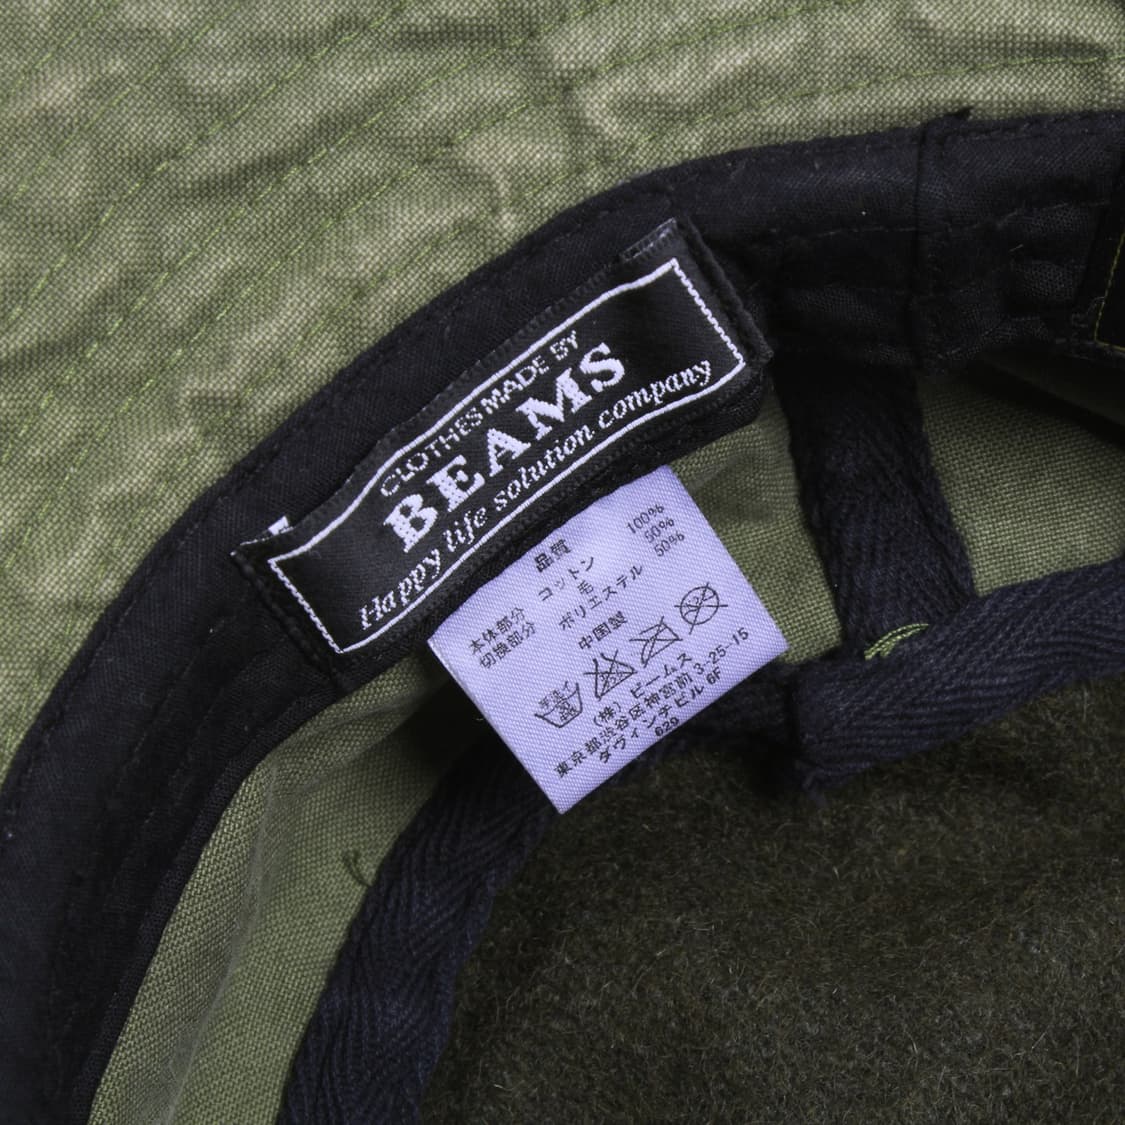 CLOTHES MADE BY
BEAMS
Happy life solution company
品質
本体部分 コットン 100%
切換部分 毛 50%
ポリエステル 50%
中国製
(株) ビームス
東京都渋谷区神宮前3-25-15
ダヴィンチビル 6F
629